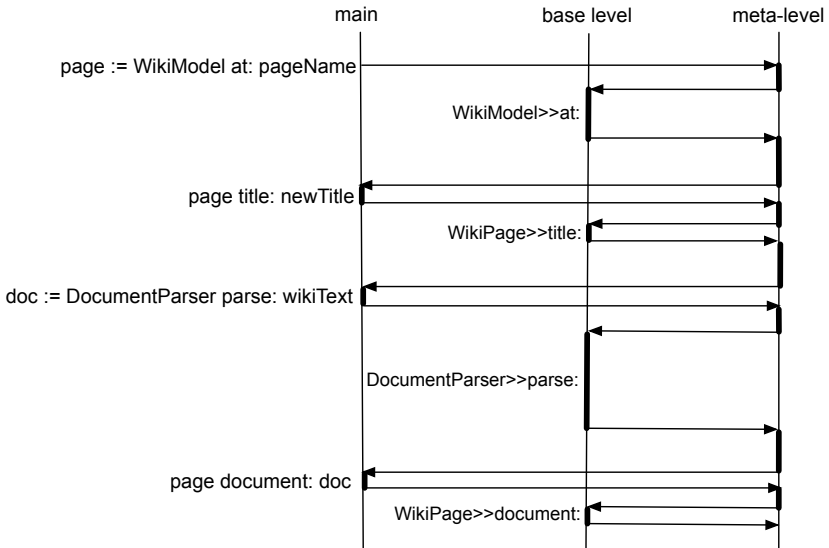 main base level meta-level
page := WikiModel at: pageName
WikiModel>>at:
page title: newTitle
WikiPage>>title:
doc := DocumentParser parse: wikiText
DocumentParser>>parse:
page document: doc
WikiPage>>document: